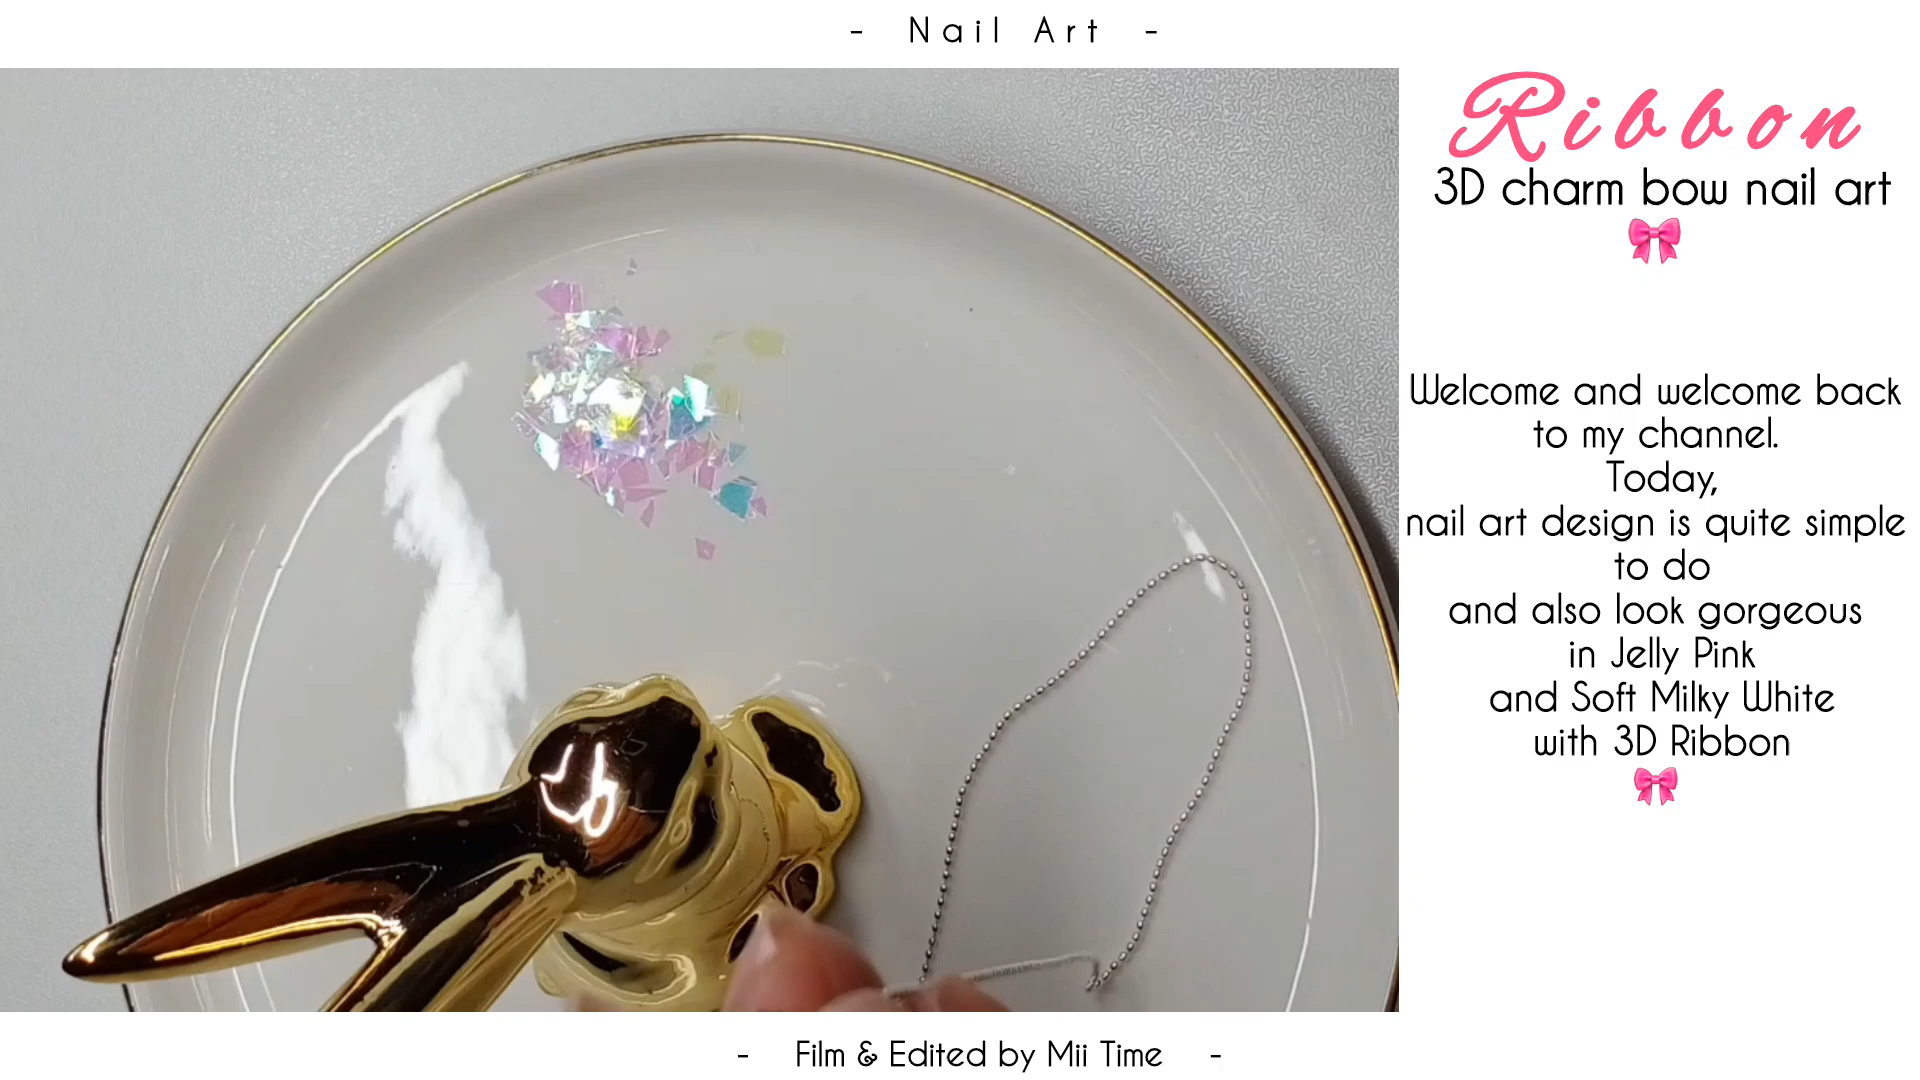 - Nail Art -
Ribbon
3D charm bow nail art
🎀
Welcome and welcome back
to my channel.
Today,
nail art design is quite simple
to do
and also look gorgeous
in Jelly Pink
and Soft Milky White
with 3D Ribbon
🎀
- Film & Edited by Mii Time -